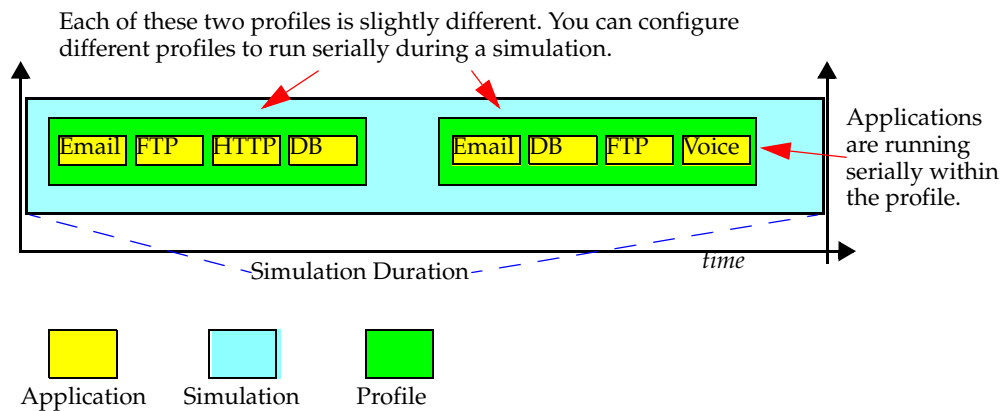 Each of these two profiles is slightly different. You can configure
different profiles to run serially during a simulation.
Email FTP HTTP DB
Email DB FTP Voice
Applications
are running
serially within
the profile.
time
Simulation Duration
Application Simulation Profile